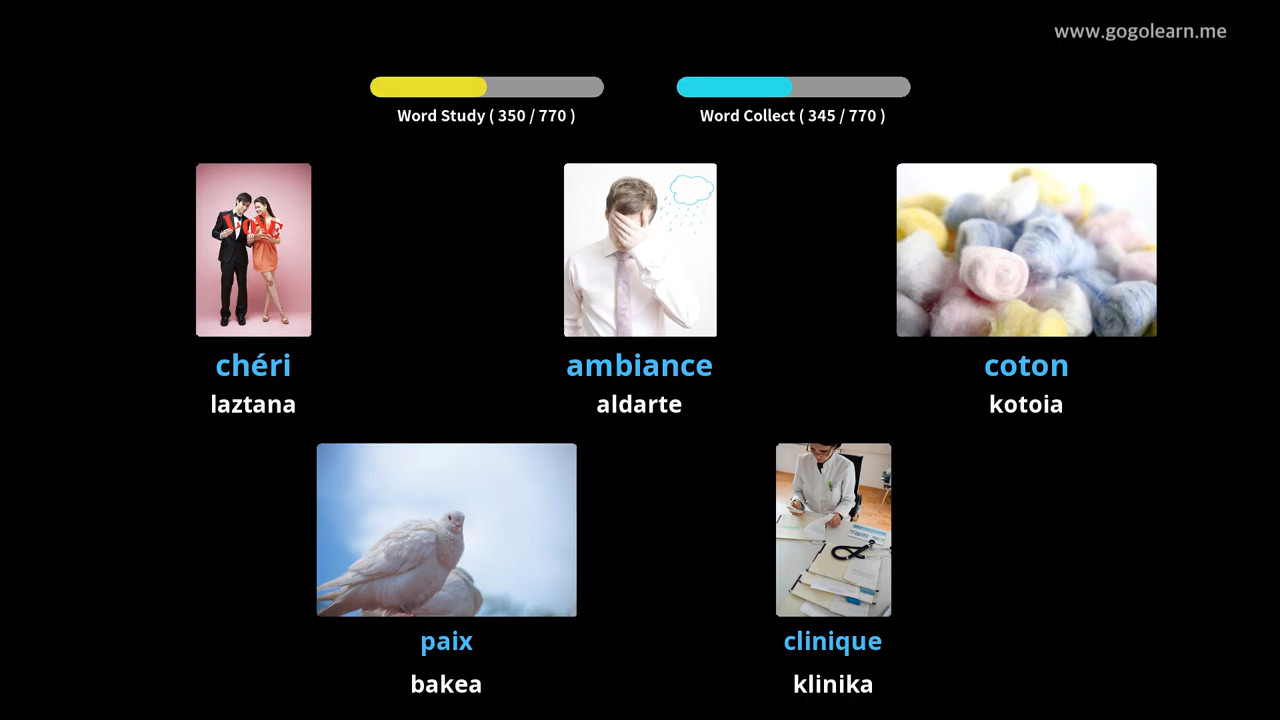 www.gogolearn.me
Word Study ( 350 / 770 )
Word Collect ( 345 / 770 )
chéri
laztana
ambiance
aldarte
coton
kotoia
paix
bakea
clinique
klinika